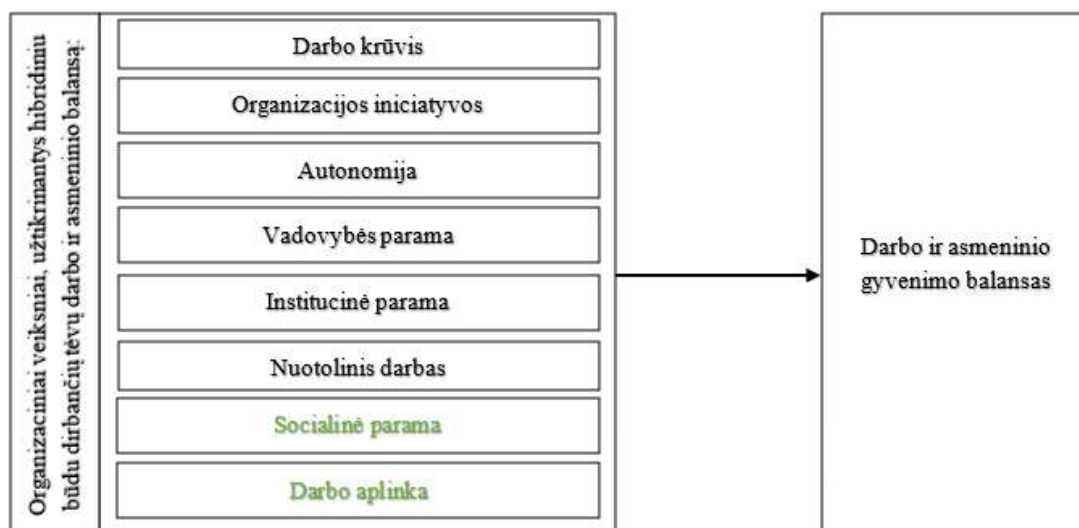 Organizaciniai veiksniai, užtikrinantys hibridiniu
būdu dirbančių tėvų darbo ir asmeninio balansą:
Darbo krūvis
Organizacijos iniciatyvos
Autonomija
Vadovybės parama
Institucinė parama
Nuotolinis darbas
Socialinė parama
Darbo aplinka
Darbo ir asmeninio
gyvenimo balansas